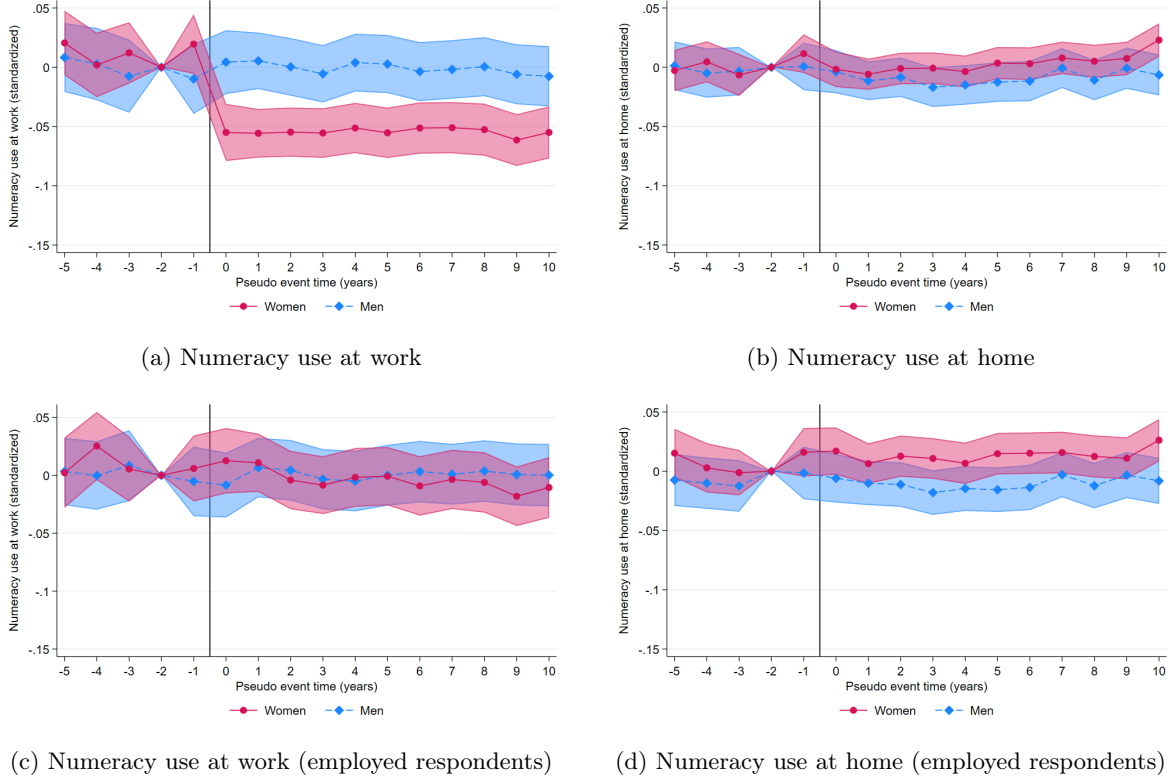 Numeracy use at work (standardized)
.05
0
-.05
-.1
-.15
-5 -4 -3 -2 -1 0 1 2 3 4 5 6 7 8 9 10
Pseudo event time (years)
Women Men
(a) Numeracy use at work
Numeracy use at home (standardized)
.05
0
-.05
-.1
-.15
-5 -4 -3 -2 -1 0 1 2 3 4 5 6 7 8 9 10
Pseudo event time (years)
Women Men
(b) Numeracy use at home
Numeracy use at work (standardized)
.05
0
-.05
-.1
-.15
-5 -4 -3 -2 -1 0 1 2 3 4 5 6 7 8 9 10
Pseudo event time (years)
Women Men
(c) Numeracy use at work (employed respondents)
Numeracy use at home (standardized)
.05
0
-.05
-.1
-.15
-5 -4 -3 -2 -1 0 1 2 3 4 5 6 7 8 9 10
Pseudo event time (years)
Women Men
(d) Numeracy use at home (employed respondents)